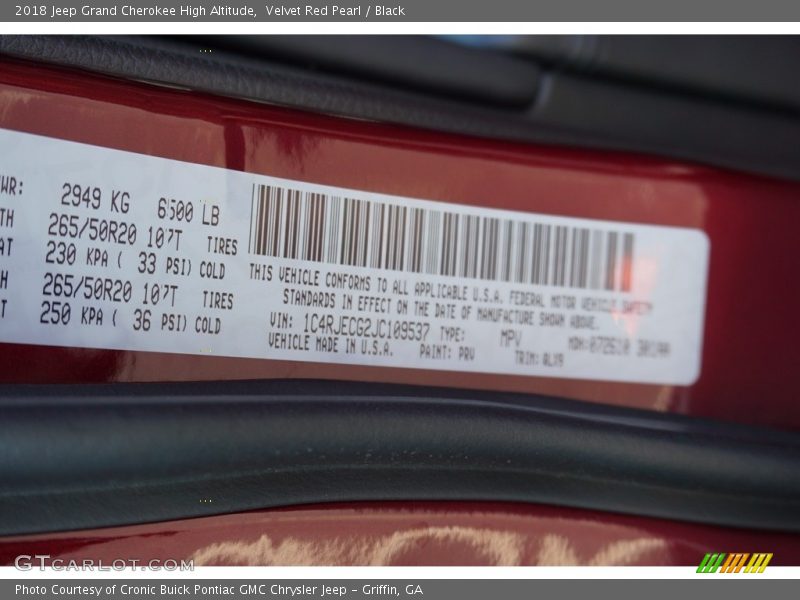 2018 Jeep Grand Cherokee High Altitude, Velvet Red Pearl / Black
WR: 2949 KG 6500 LB
TH 265/50R20 107T TIRES
AT 230 KPA ( 33 PSI) COLD
H 265/50R20 107T TIRES
T 250 KPA ( 36 PSI) COLD
THIS VEHICLE CONFORMS TO ALL APPLICABLE U.S.A. FEDERAL MOTOR VEHICLE SAFETY
STANDARDS IN EFFECT ON THE DATE OF MANUFACTURE SHOWN ABOVE.
VIN: 1C4RJECG2JC109537 TYPE: MPV MDH:072610
VEHICLE MADE IN U.S.A. PAINT: PRV TRIM:
GTCARLOT.COM
Photo Courtesy of Cronic Buick Pontiac GMC Chrysler Jeep - Griffin, GA